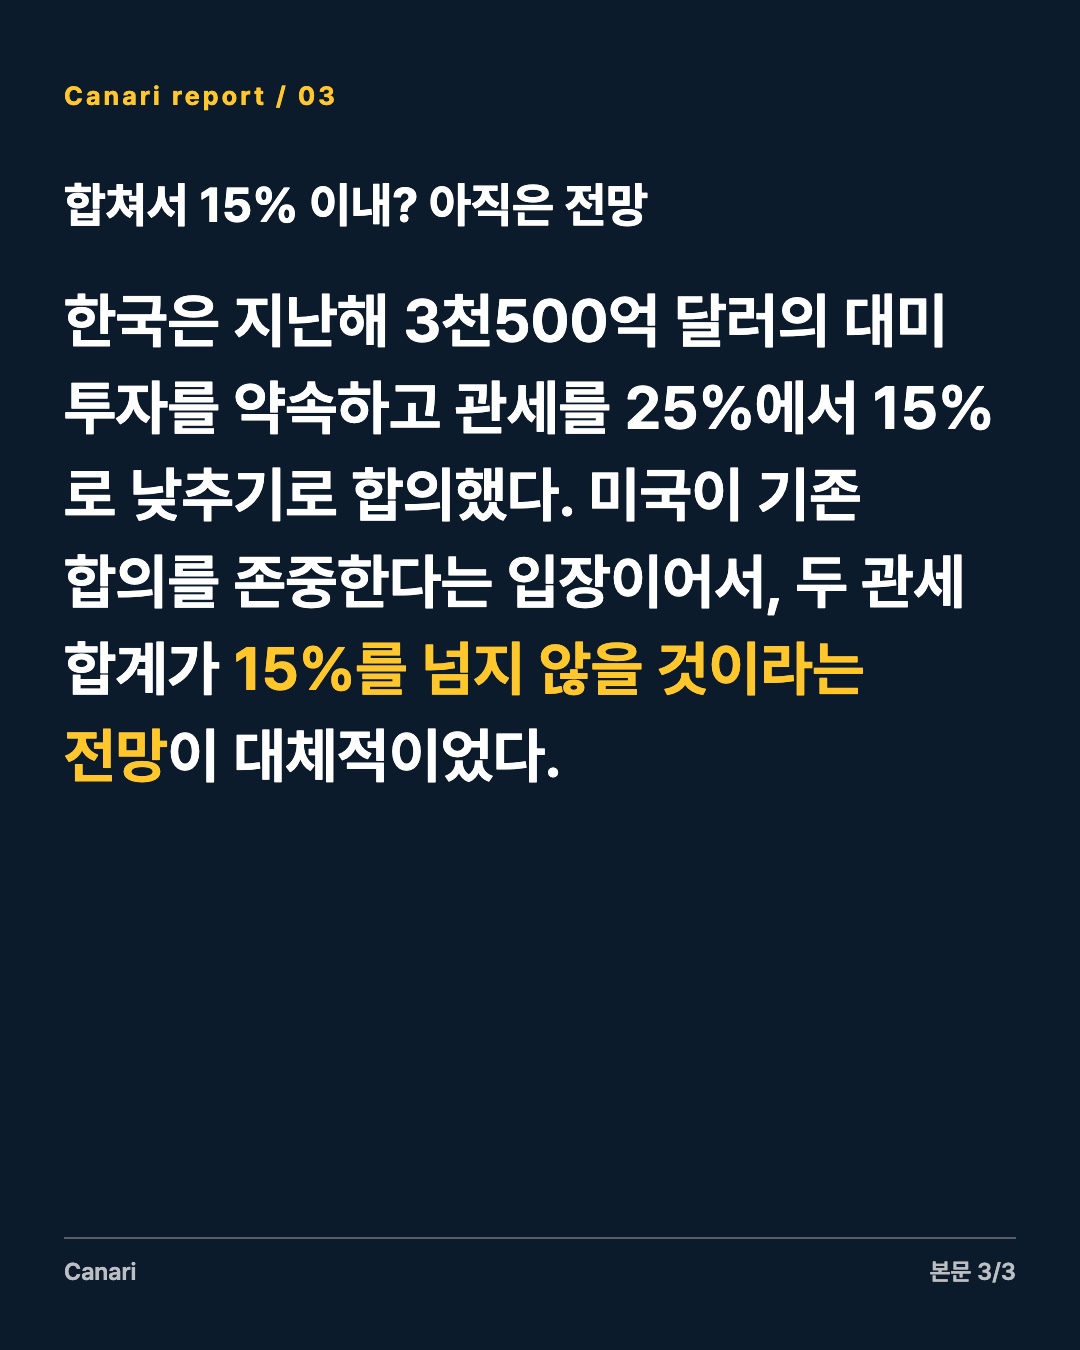 Canari report / 03
합쳐서 15% 이내? 아직은 전망
한국은 지난해 3천500억 달러의 대미
투자를 약속하고 관세를 25%에서 15%
로 낮추기로 합의했다. 미국이 기존
합의를 존중한다는 입장이어서, 두 관세
합계가 15%를 넘지 않을 것이라는
전망이 대체적이었다.
Canari
본문 3/3